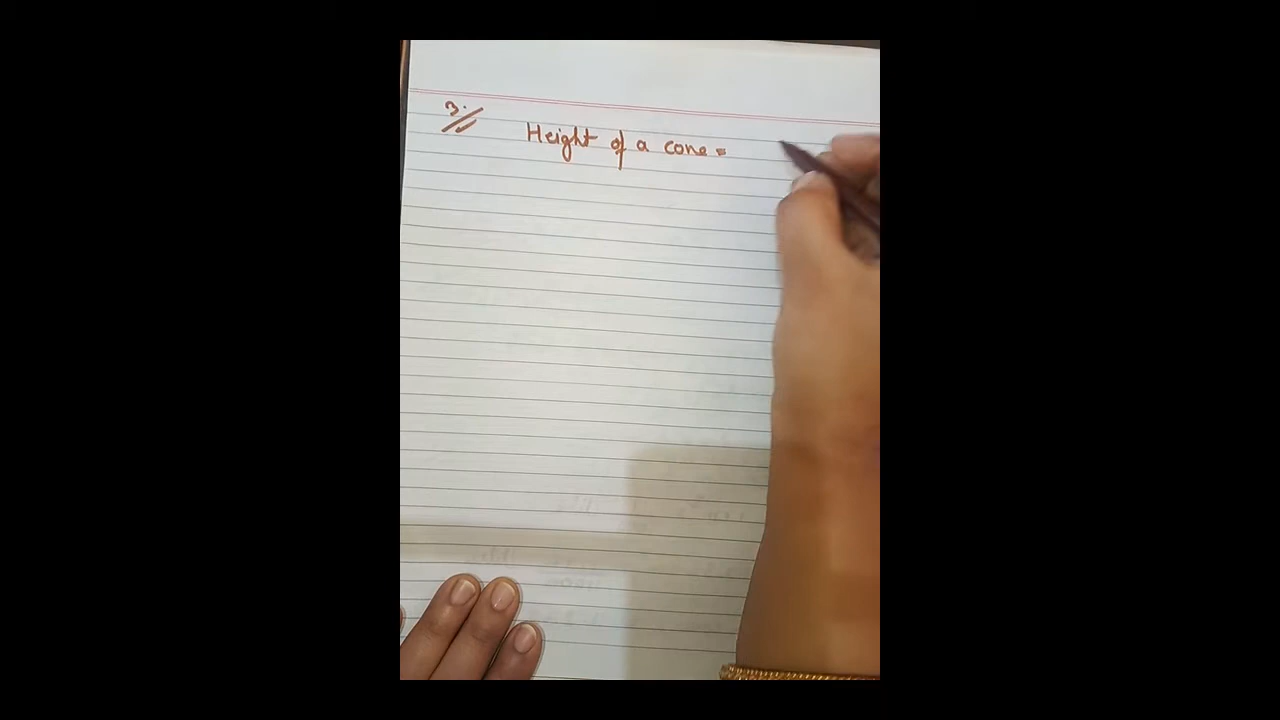 3.
Height of a cone =